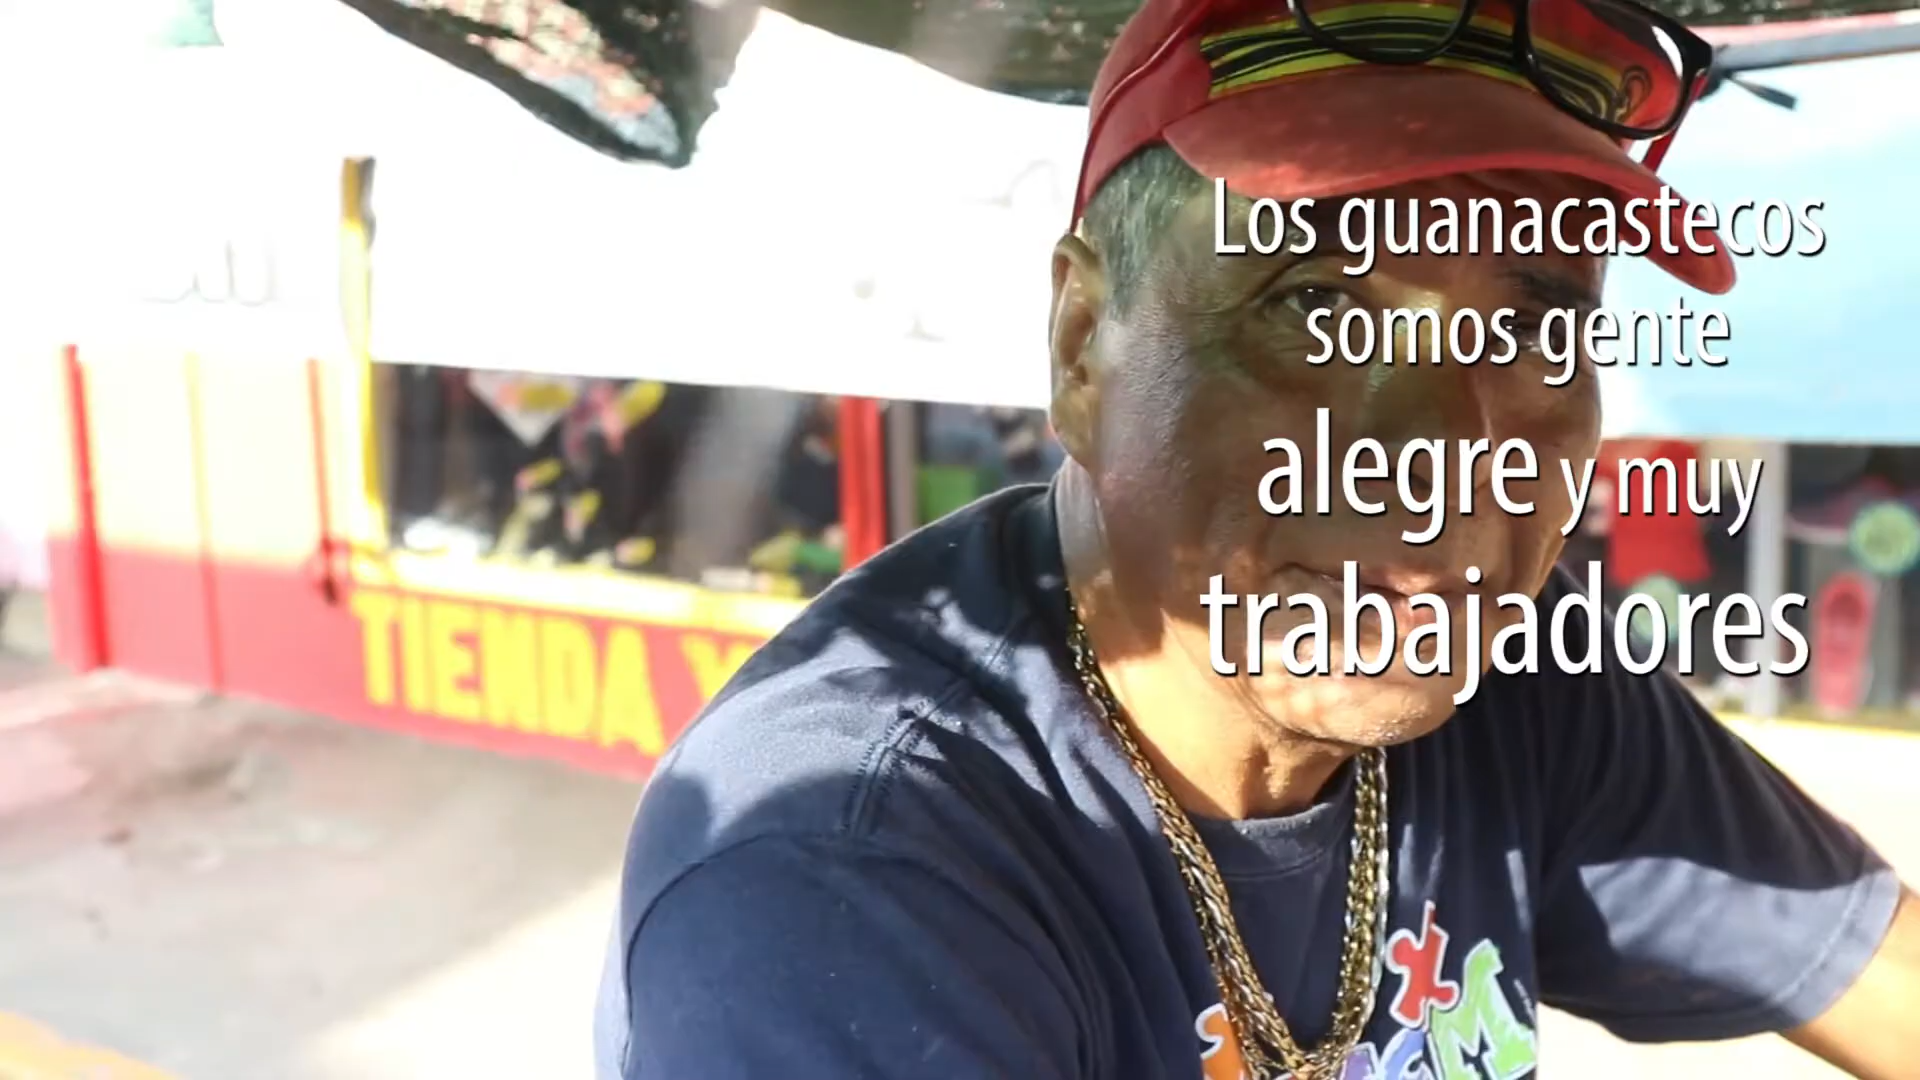 Los guanacastecos
somos gente
alegre y muy
trabajadores
TIENDA